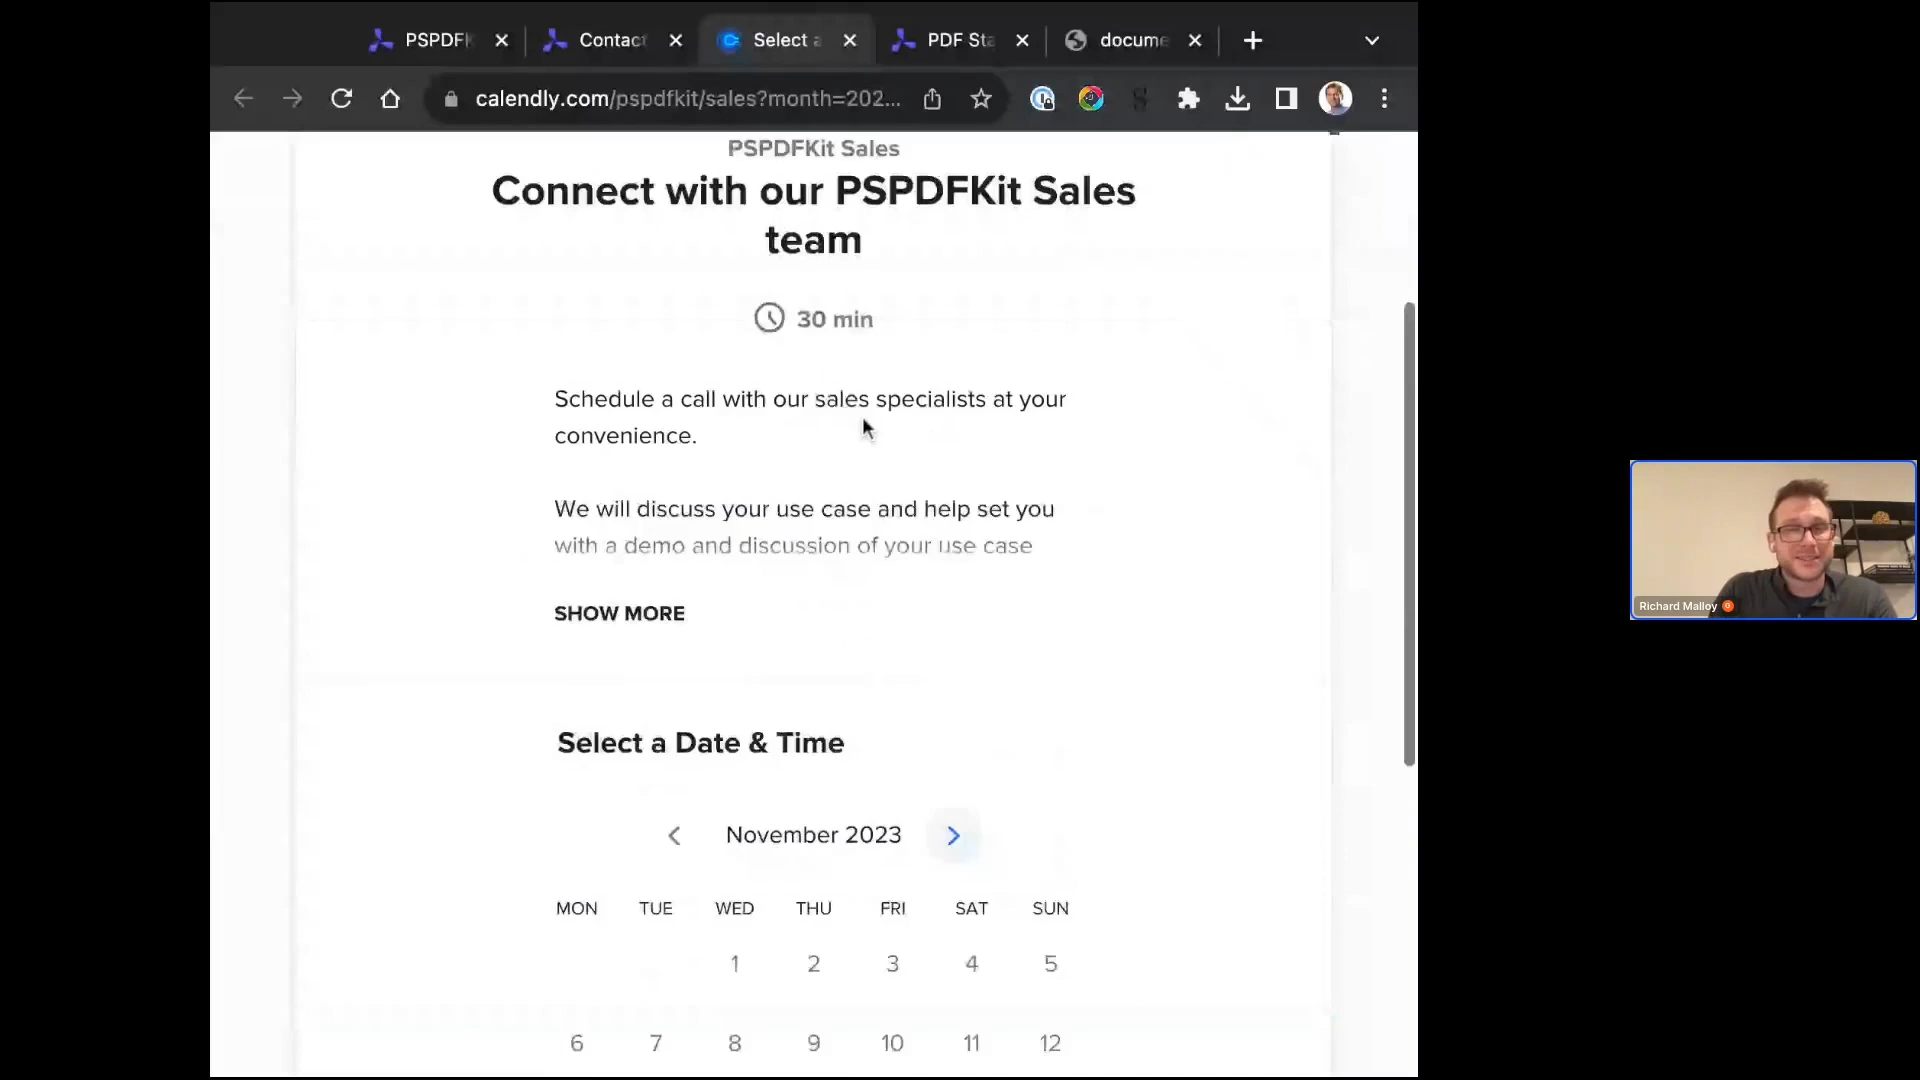 PSPDFK
Contact
Select a
PDF Sta
docume
calendly.com/pspdfkit/sales?month=202...
PSPDFKit Sales
Connect with our PSPDFKit Sales
team
30 min
Schedule a call with our sales specialists at your
convenience.
We will discuss your use case and help set you
with a demo and discussion of your use case
SHOW MORE
Select a Date & Time
November 2023
MON TUE WED THU FRI SAT SUN
1 2 3 4 5
6 7 8 9 10 11 12
Richard Malloy